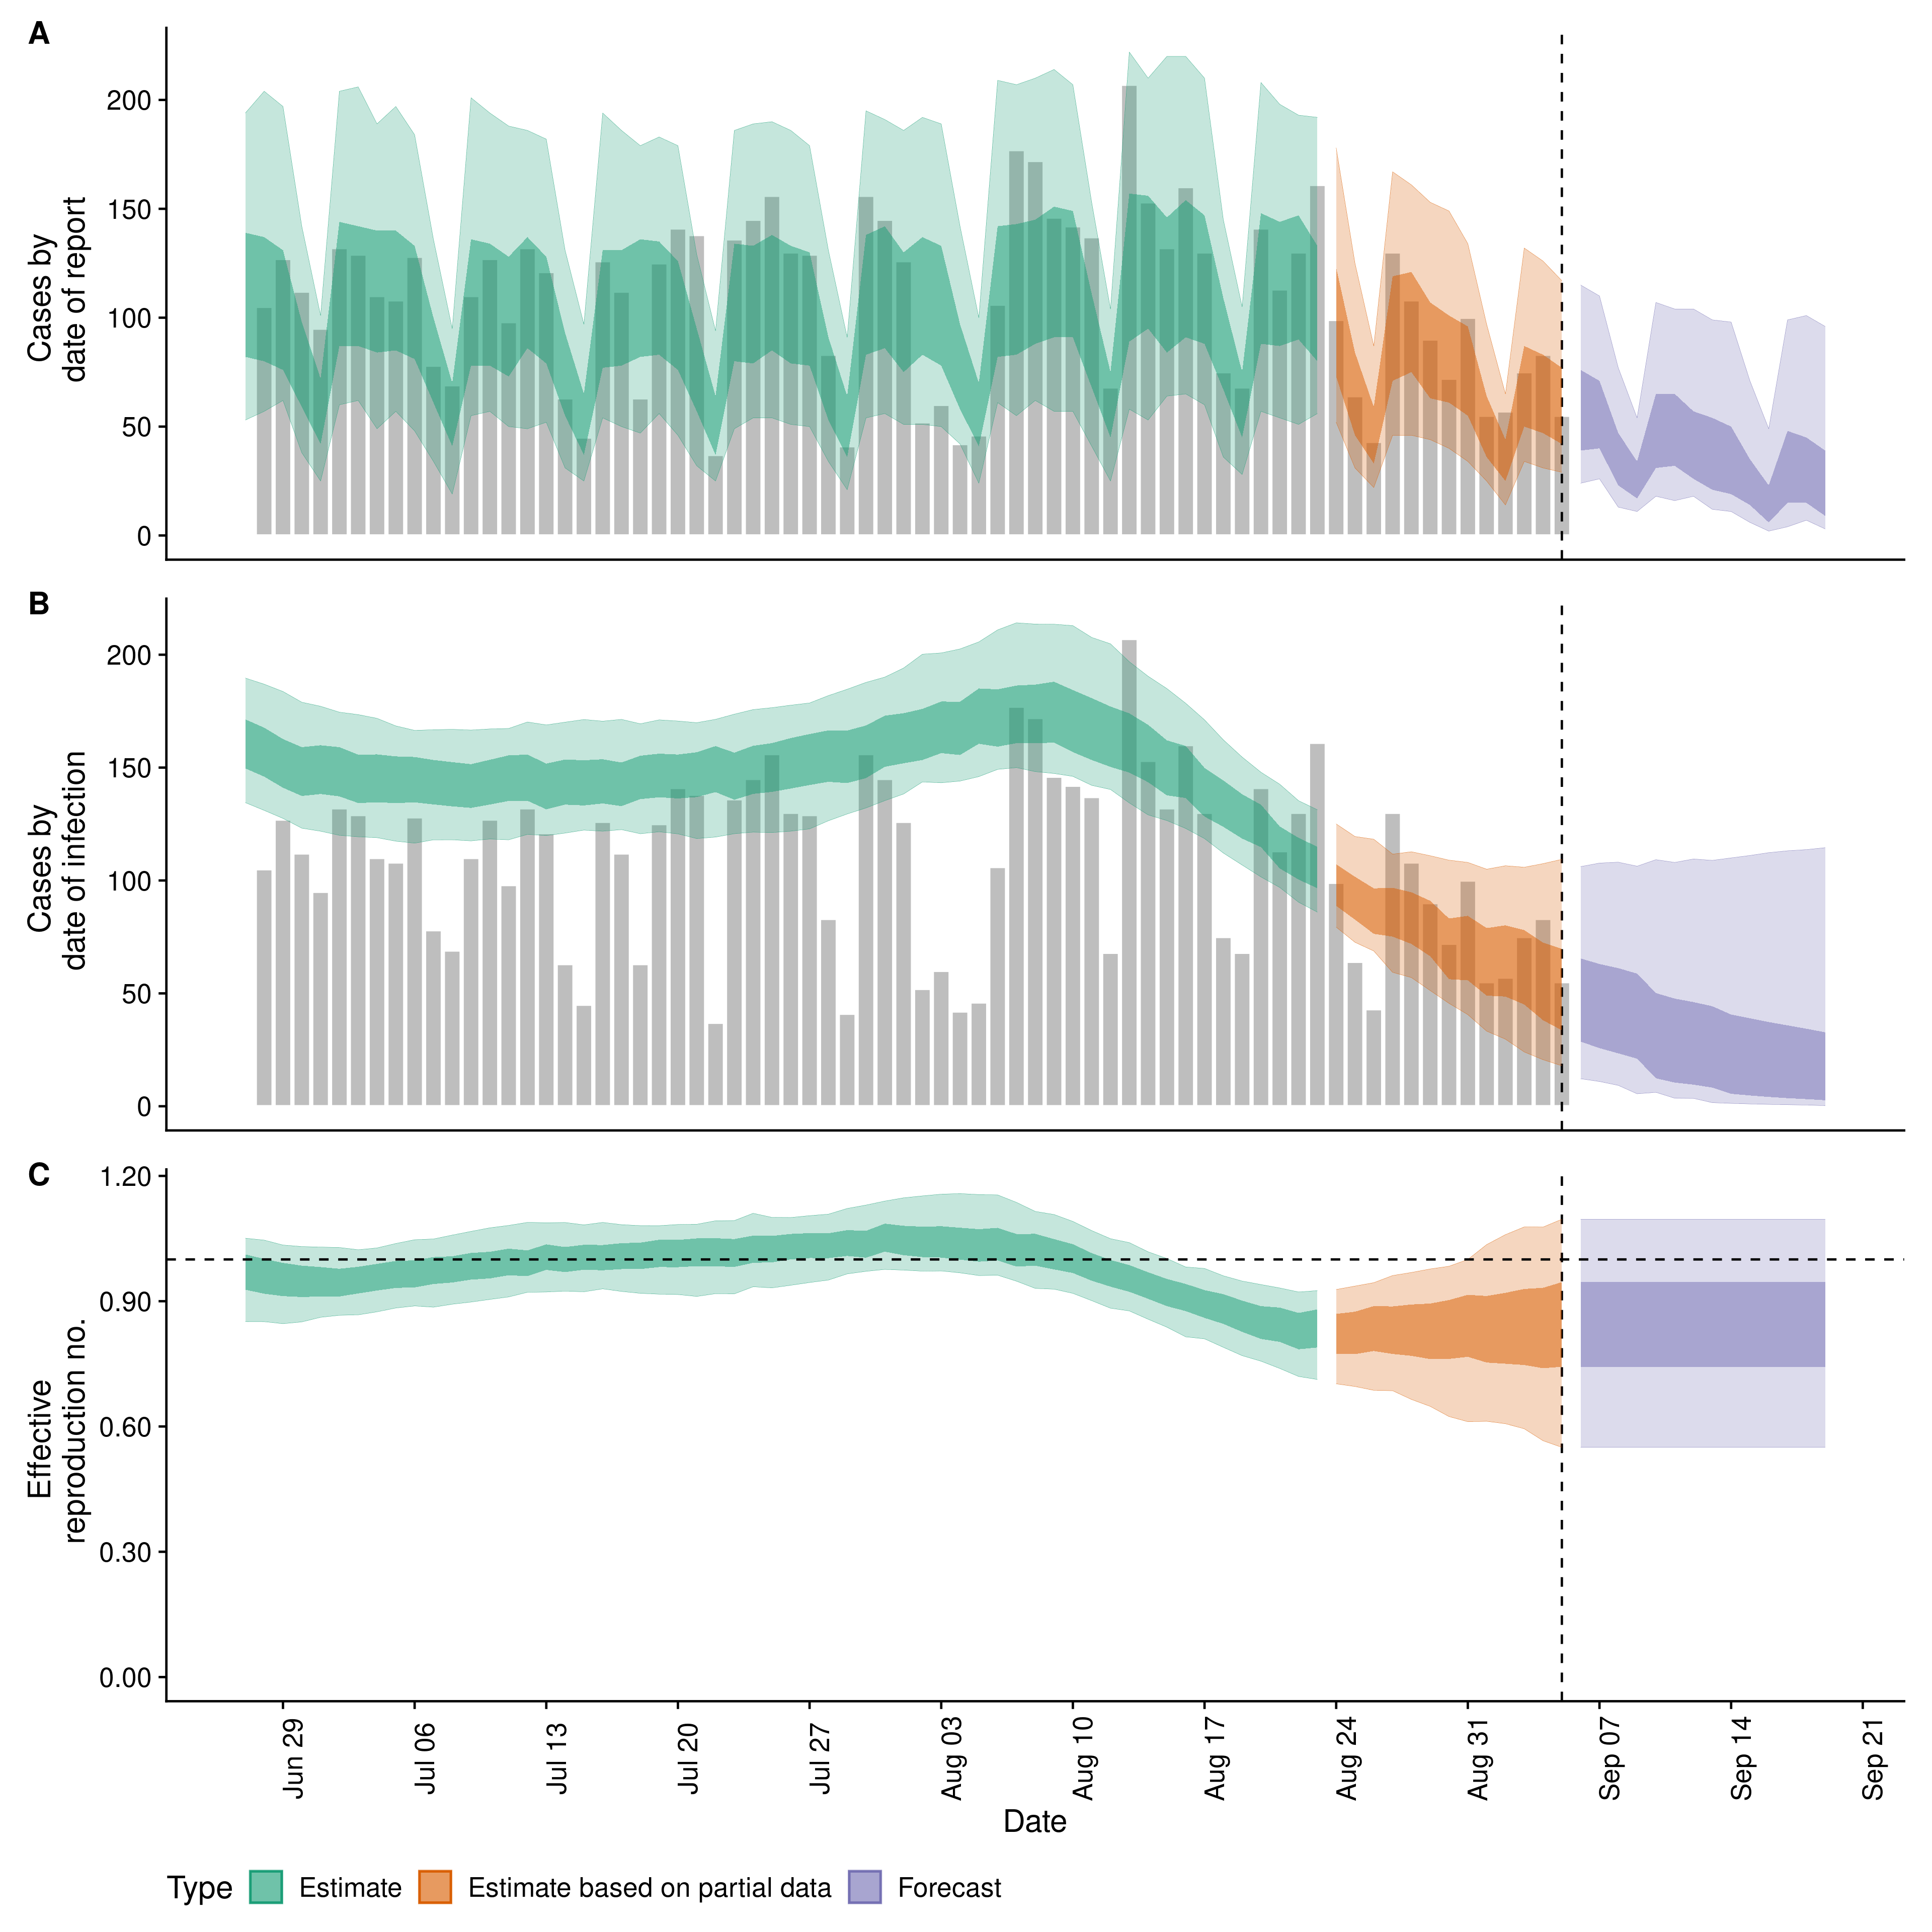 A
Cases by
date of report
200
150
100
50
0
B
Cases by
date of infection
200
150
100
50
0
C
Effective
reproduction no.
1.20
0.90
0.60
0.30
0.00
Jun 29
Jul 06
Jul 13
Jul 20
Jul 27
Aug 03
Aug 10
Aug 17
Aug 24
Aug 31
Sep 07
Sep 14
Sep 21
Date
Type Estimate Estimate based on partial data Forecast